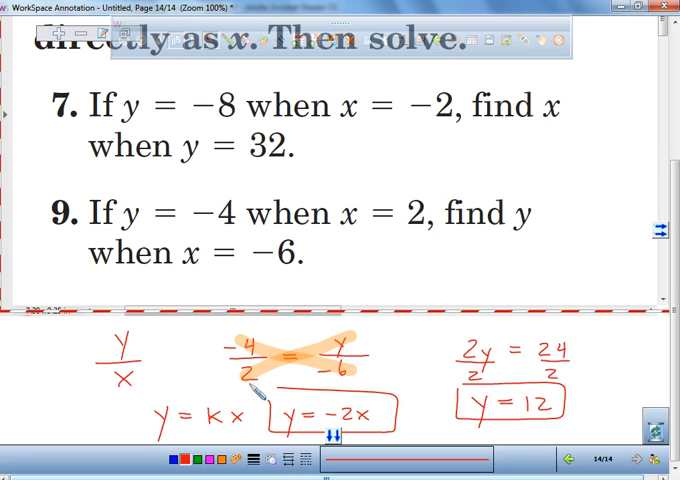 WorkSpace Annotation - Untitled, Page 14/14 (Zoom 100%) *
directly as x. Then solve.
7. If y = −8 when x = −2, find x
when y = 32.
9. If y = −4 when x = 2, find y
when x = −6.
y/x
-4/2 = y/-6
2y/2 = 24/2
y = kx
y = -2x
y = 12
14/14